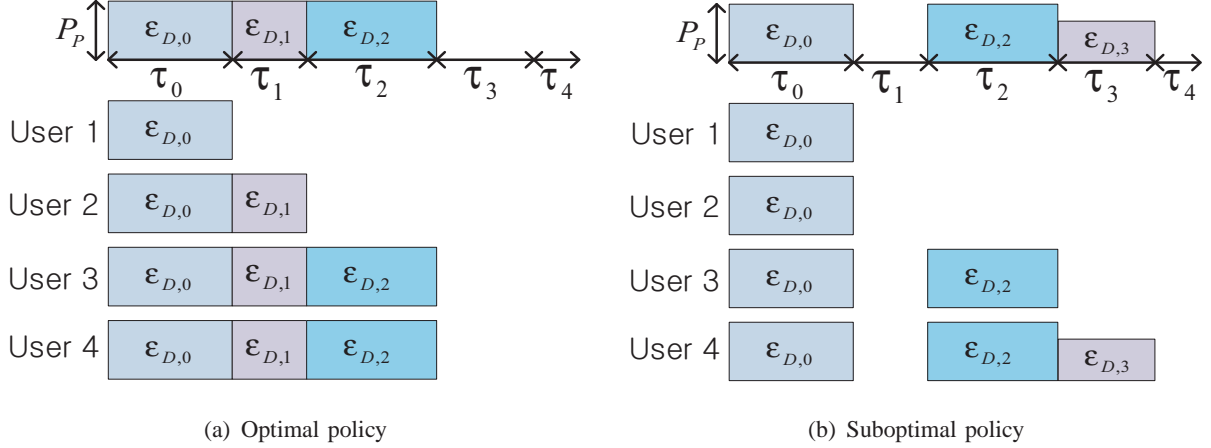 P_P ε_{D,0} ε_{D,1} ε_{D,2}
τ_0 τ_1 τ_2 τ_3 τ_4
User 1 ε_{D,0}
User 2 ε_{D,0} ε_{D,1}
User 3 ε_{D,0} ε_{D,1} ε_{D,2}
User 4 ε_{D,0} ε_{D,1} ε_{D,2}
(a) Optimal policy
P_P ε_{D,0} ε_{D,2} ε_{D,3}
τ_0 τ_1 τ_2 τ_3 τ_4
User 1 ε_{D,0}
User 2 ε_{D,0}
User 3 ε_{D,0} ε_{D,2}
User 4 ε_{D,0} ε_{D,2} ε_{D,3}
(b) Suboptimal policy